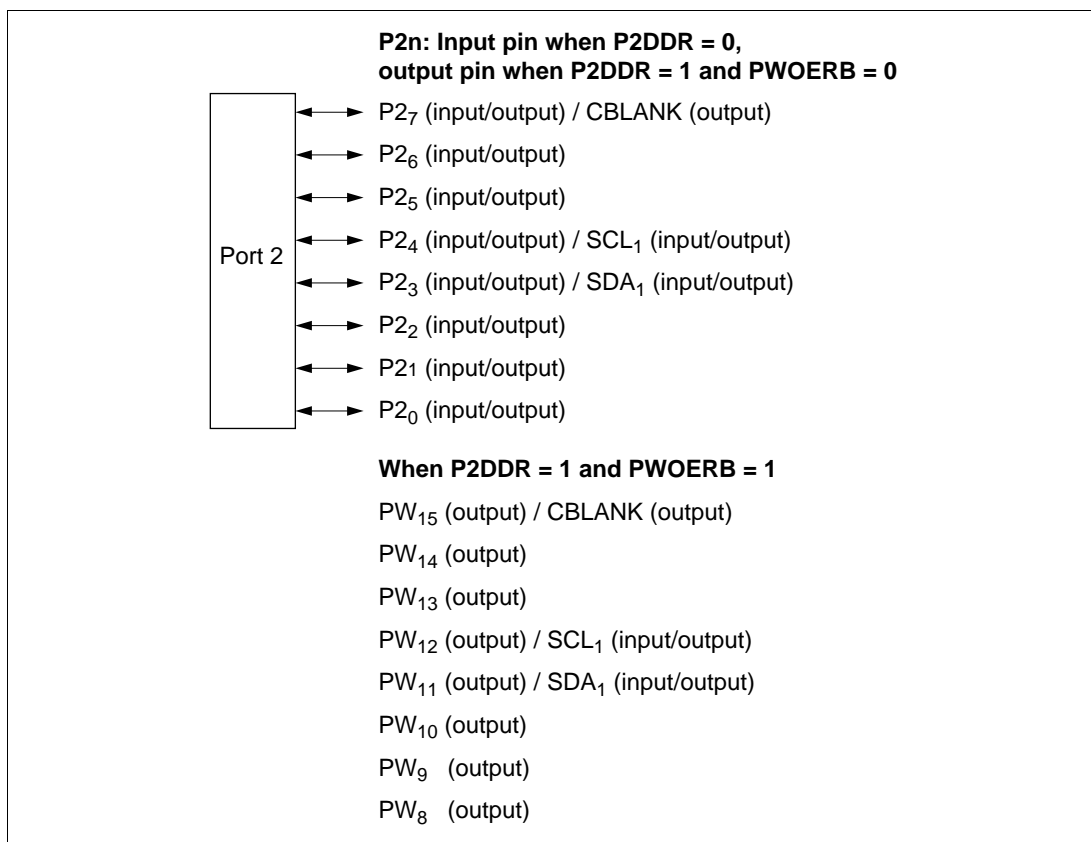 P2n: Input pin when P2DDR = 0,
output pin when P2DDR = 1 and PWOERB = 0
Port 2
P2₇ (input/output) / CBLANK (output)
P2₆ (input/output)
P2₅ (input/output)
P2₄ (input/output) / SCL₁ (input/output)
P2₃ (input/output) / SDA₁ (input/output)
P2₂ (input/output)
P21 (input/output)
P2₀ (input/output)
When P2DDR = 1 and PWOERB = 1
PW₁₅ (output) / CBLANK (output)
PW₁₄ (output)
PW₁₃ (output)
PW₁₂ (output) / SCL₁ (input/output)
PW₁₁ (output) / SDA₁ (input/output)
PW₁₀ (output)
PW₉ (output)
PW₈ (output)